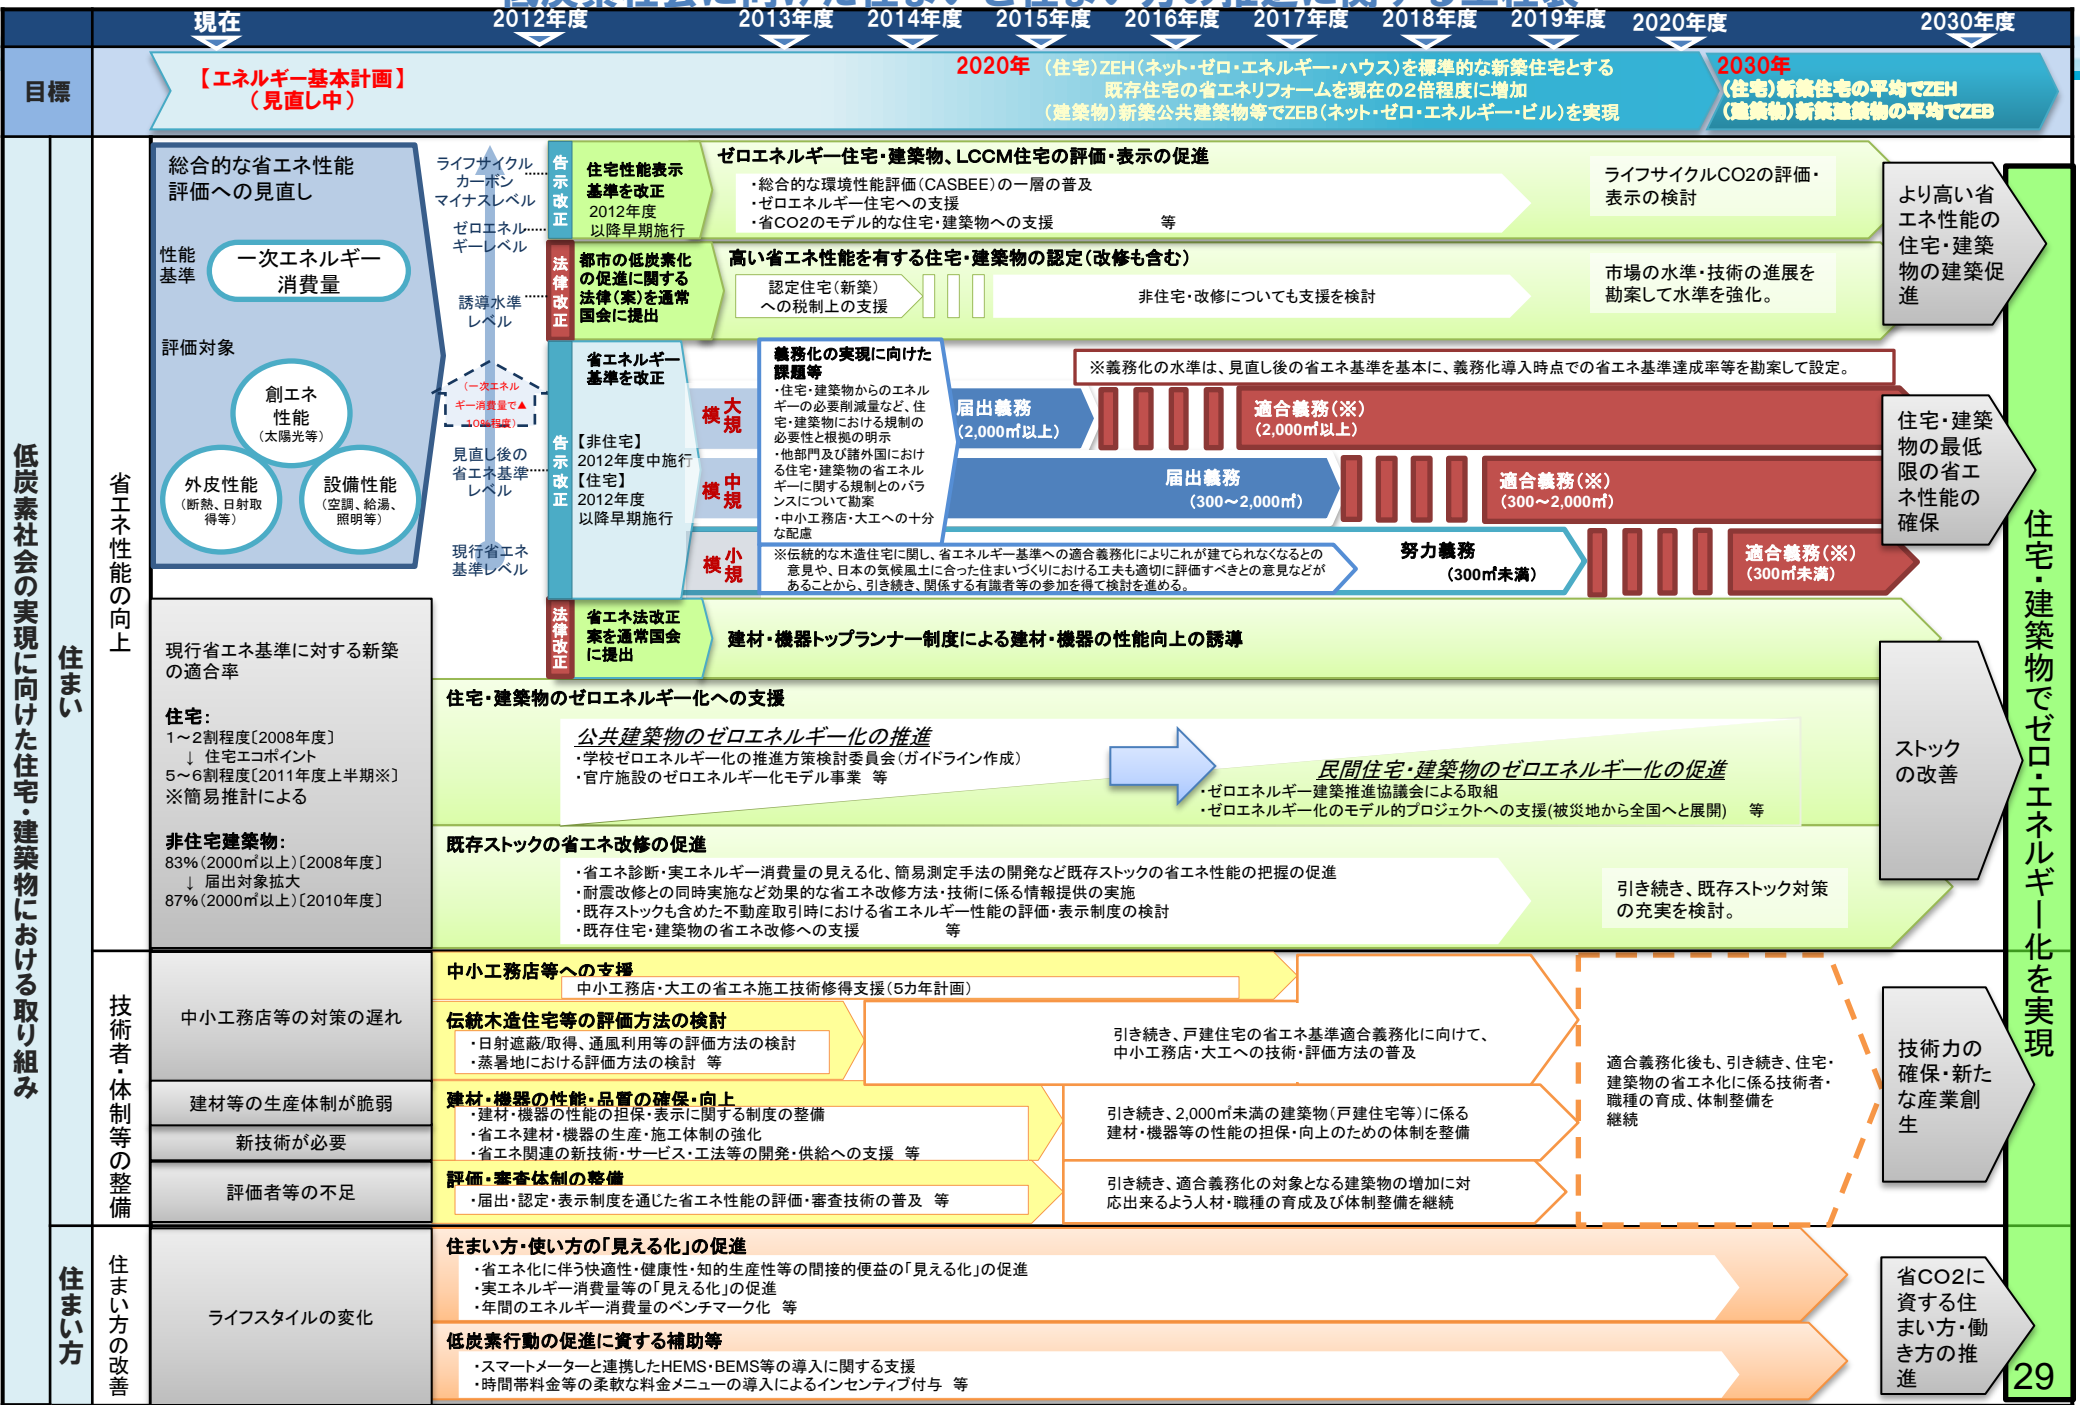 低炭素社会に向けた住まいと住まい方の推進に関する工程表
現在
2012年度
2013年度
2014年度
2015年度
2016年度
2017年度
2018年度
2019年度
2020年度
2030年度
目標
【エネルギー基本計画】
（見直し中）
2020年
（住宅）ZEH（ネット・ゼロ・エネルギー・ハウス）を標準的な新築住宅とする
既存住宅の省エネリフォームを現在の2倍程度に増加
（建築物）新築公共建築物等でZEB（ネット・ゼロ・エネルギー・ビル）を実現
2030年
（住宅）新築住宅の平均でZEH
（建築物）新築建築物の平均でZEB
低炭素社会の実現に向けた住宅・建築物における取り組み
住まい
省エネ性能の向上
総合的な省エネ性能
評価への見直し
性能
基準
一次エネルギー
消費量
評価対象
創エネ
性能
（太陽光等）
外皮性能
（断熱、日射取
得等）
設備性能
（空調、給湯、
照明等）
ライフサイクル
カーボン
マイナスレベル
ゼロエネル
ギーレベル
誘導水準
レベル
（一次エネル
ギー消費量で▲
10%程度）
見直し後の
省エネ基準
レベル
現行省エネ
基準レベル
告示改正
住宅性能表示
基準を改正
2012年度
以降早期施行
ゼロエネルギー住宅・建築物、LCCM住宅の評価・表示の促進
・総合的な環境性能評価（CASBEE）の一層の普及
・ゼロエネルギー住宅への支援
・省CO2のモデル的な住宅・建築物への支援　等
ライフサイクルCO2の評価・
表示の検討
法律改正
都市の低炭素化
の促進に関する
法律（案）を通常
国会に提出
高い省エネ性能を有する住宅・建築物の認定（改修も含む）
認定住宅（新築）
への税制上の支援
非住宅・改修についても支援を検討
市場の水準・技術の進展を
勘案して水準を強化。
より高い省
エネ性能の
住宅・建築
物の建築促
進
告示改正
省エネルギー
基準を改正
【非住宅】
2012年度中施行
【住宅】
2012年度
以降早期施行
大規模
中規模
小規模
義務化の実現に向けた
課題等
・住宅・建築物からのエネル
ギーの必要削減量など、住
宅・建築物における規制の
必要性と根拠の明示
・他部門及び諸外国におけ
る住宅・建築物の省エネル
ギーに関する規制とのバラ
ンスについて勘案
・中小工務店・大工への十分
な配慮
※義務化の水準は、見直し後の省エネ基準を基本に、義務化導入時点での省エネ基準達成率等を勘案して設定。
届出義務
（2,000㎡以上）
適合義務（※）
（2,000㎡以上）
届出義務
（300～2,000㎡）
適合義務（※）
（300～2,000㎡）
※伝統的な木造住宅に関し、省エネルギー基準への適合義務化によりこれが建てられなくなるとの
意見や、日本の気候風土に合った住まいづくりにおける工夫も適切に評価すべきとの意見などが
あることから、引き続き、関係する有識者等の参加を得て検討を進める。
努力義務
（300㎡未満）
適合義務（※）
（300㎡未満）
住宅・建築
物の最低
限の省エ
ネ性能の
確保
法律改正
省エネ法改正
案を通常国会
に提出
建材・機器トップランナー制度による建材・機器の性能向上の誘導
現行省エネ基準に対する新築
の適合率
住宅：
1～2割程度〔2008年度〕
↓ 住宅エコポイント
5～6割程度〔2011年度上半期※〕
※簡易推計による
非住宅建築物：
83%（2000㎡以上）〔2008年度〕
↓ 届出対象拡大
87%（2000㎡以上）〔2010年度〕
住宅・建築物のゼロエネルギー化への支援
公共建築物のゼロエネルギー化の推進
・学校ゼロエネルギー化の推進方策検討委員会（ガイドライン作成）
・官庁施設のゼロエネルギー化モデル事業　等
民間住宅・建築物のゼロエネルギー化の促進
・ゼロエネルギー建築推進協議会による取組
・ゼロエネルギー化のモデル的プロジェクトへの支援(被災地から全国へと展開)　等
既存ストックの省エネ改修の促進
・省エネ診断・実エネルギー消費量の見える化、簡易測定手法の開発など既存ストックの省エネ性能の把握の促進
・耐震改修との同時実施など効果的な省エネ改修方法・技術に係る情報提供の実施
・既存ストックも含めた不動産取引時における省エネルギー性能の評価・表示制度の検討
・既存住宅・建築物の省エネ改修への支援　等
引き続き、既存ストック対策
の充実を検討。
ストック
の改善
技術者・体制等の整備
中小工務店等の対策の遅れ
建材等の生産体制が脆弱
新技術が必要
評価者等の不足
中小工務店等への支援
中小工務店・大工の省エネ施工技術修得支援（5カ年計画）
伝統木造住宅等の評価方法の検討
・日射遮蔽/取得、通風利用等の評価方法の検討
・蒸暑地における評価方法の検討　等
引き続き、戸建住宅の省エネ基準適合義務化に向けて、
中小工務店・大工への技術・評価方法の普及
建材・機器の性能・品質の確保・向上
・建材・機器の性能の担保・表示に関する制度の整備
・省エネ建材・機器の生産・施工体制の強化
・省エネ関連の新技術・サービス・工法等の開発・供給への支援　等
引き続き、2,000㎡未満の建築物（戸建住宅等）に係る
建材・機器等の性能の担保・向上のための体制を整備
評価・審査体制の整備
・届出・認定・表示制度を通じた省エネ性能の評価・審査技術の普及　等
引き続き、適合義務化の対象となる建築物の増加に対
応出来るよう人材・職種の育成及び体制整備を継続
適合義務化後も、引き続き、住宅・
建築物の省エネ化に係る技術者・
職種の育成、体制整備を
継続
技術力の
確保・新た
な産業創
生
住まい方
住まい方の改善
ライフスタイルの変化
住まい方・使い方の「見える化」の促進
・省エネ化に伴う快適性・健康性・知的生産性等の間接的便益の「見える化」の促進
・実エネルギー消費量等の「見える化」の促進
・年間のエネルギー消費量のベンチマーク化　等
低炭素行動の促進に資する補助等
・スマートメーターと連携したHEMS・BEMS等の導入に関する支援
・時間帯料金等の柔軟な料金メニューの導入によるインセンティブ付与　等
省CO2に
資する住
まい方・働
き方の推
進
住宅・建築物でゼロ・エネルギー化を実現
29